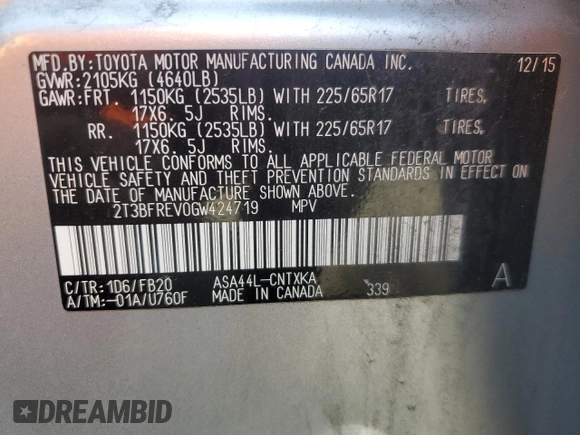 MFD.BY:TOYOTA MOTOR MANUFACTURING CANADA INC. 12/15
GVWR:2105KG (4640LB)
GAWR:FRT. 1150KG (2535LB) WITH 225/65R17 TIRES,
17X6. 5J RIMS.
RR. 1150KG (2535LB) WITH 225/65R17 TIRES,
17X6. 5J RIMS.
THIS VEHICLE CONFORMS TO ALL APPLICABLE FEDERAL MOTOR
VEHICLE SAFETY AND THEFT PREVENTION STANDARDS IN EFFECT ON
THE DATE OF MANUFACTURE SHOWN ABOVE.
2T3BFREV0GW424719 MPV
C/TR:1D6/FB20 ASA44L-CNTXKA A
A/TM:-01A/U760F MADE IN CANADA 339
DREAMBID